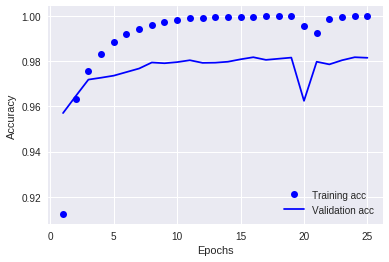 1.00
0.98
0.96
0.94
0.92
Accuracy
Training acc
Validation acc
0 5 10 15 20 25
Epochs